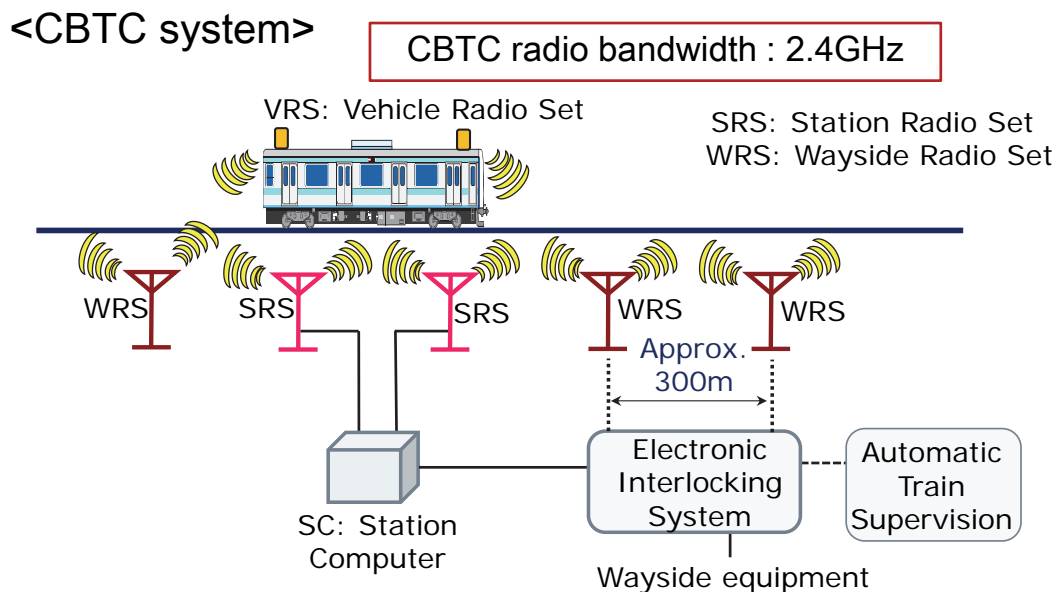 <CBTC system>
CBTC radio bandwidth : 2.4GHz
VRS: Vehicle Radio Set
SRS: Station Radio Set
WRS: Wayside Radio Set
WRS
SRS
SRS
WRS
WRS
Approx.
300m
SC: Station
Computer
Electronic
Interlocking
System
Automatic
Train
Supervision
Wayside equipment